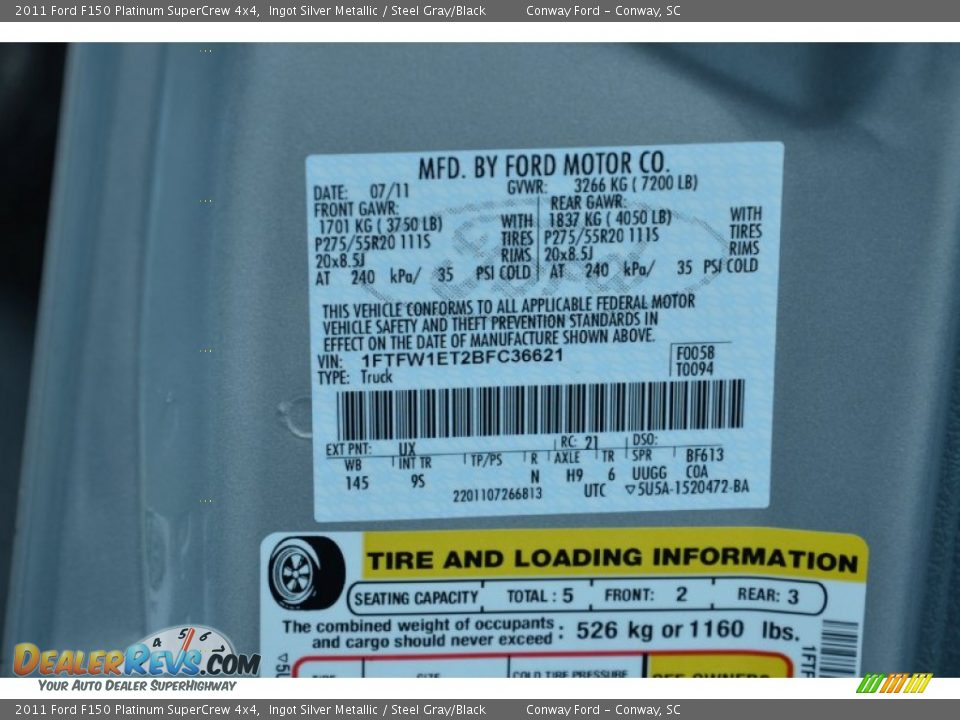 2011 Ford F150 Platinum SuperCrew 4x4, Ingot Silver Metallic / Steel Gray/Black Conway Ford - Conway, SC
MFD. BY FORD MOTOR CO.
DATE: 07/11 GVWR: 3266 KG ( 7200 LB)
FRONT GAWR: REAR GAWR:
1701 KG ( 3750 LB) WITH 1837 KG ( 4050 LB) WITH
P275/55R20 111S TIRES P275/55R20 111S TIRES
20x8.5J RIMS 20x8.5J RIMS
AT 240 kPa/ 35 PSI COLD AT 240 kPa/ 35 PSI COLD
THIS VEHICLE CONFORMS TO ALL APPLICABLE FEDERAL MOTOR
VEHICLE SAFETY AND THEFT PREVENTION STANDARDS IN
EFFECT ON THE DATE OF MANUFACTURE SHOWN ABOVE.
VIN: 1FTFW1ET2BFC36621 F0058
TYPE: Truck T0094
EXT PNT: UX RC: 21 DSO:
WB INT TR TP/PS R AXLE TR SPR BF613
145 9S N H9 6 UUGG COA
2201107266813 UTC ▽5U5A-1520472-BA
TIRE AND LOADING INFORMATION
SEATING CAPACITY TOTAL : 5 FRONT: 2 REAR: 3
The combined weight of occupants
and cargo should never exceed : 526 kg or 1160 lbs.
COLD TIRE PRESSURE
1FTF
DEALERREVS.COM
4 5 6
YOUR AUTO DEALER SUPERHIGHWAY
2011 Ford F150 Platinum SuperCrew 4x4, Ingot Silver Metallic / Steel Gray/Black Conway Ford - Conway, SC